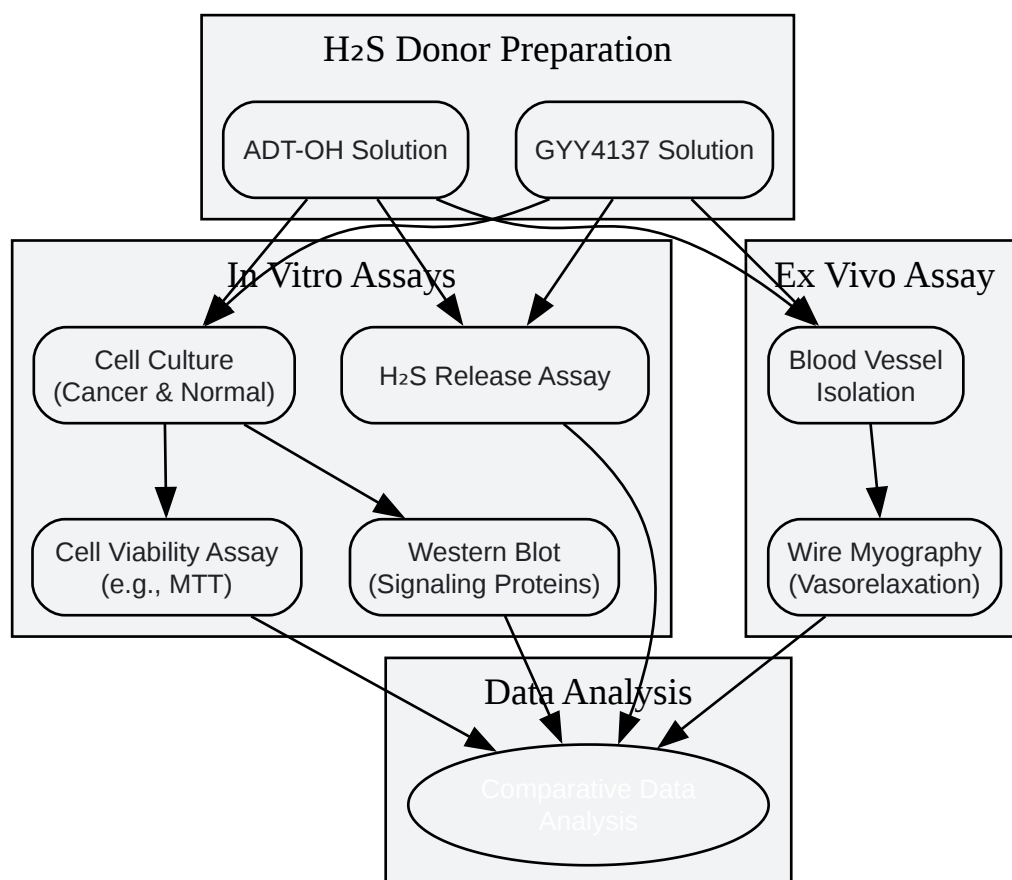 H₂S Donor Preparation
ADT-OH Solution
GYY4137 Solution
In Vitro Assays
Ex Vivo Assay
Cell Culture
(Cancer & Normal)
H₂S Release Assay
Blood Vessel
Isolation
Cell Viability Assay
(e.g., MTT)
Western Blot
(Signaling Proteins)
Wire Myography
(Vasorelaxation)
Data Analysis
Comparative Data
Analysis